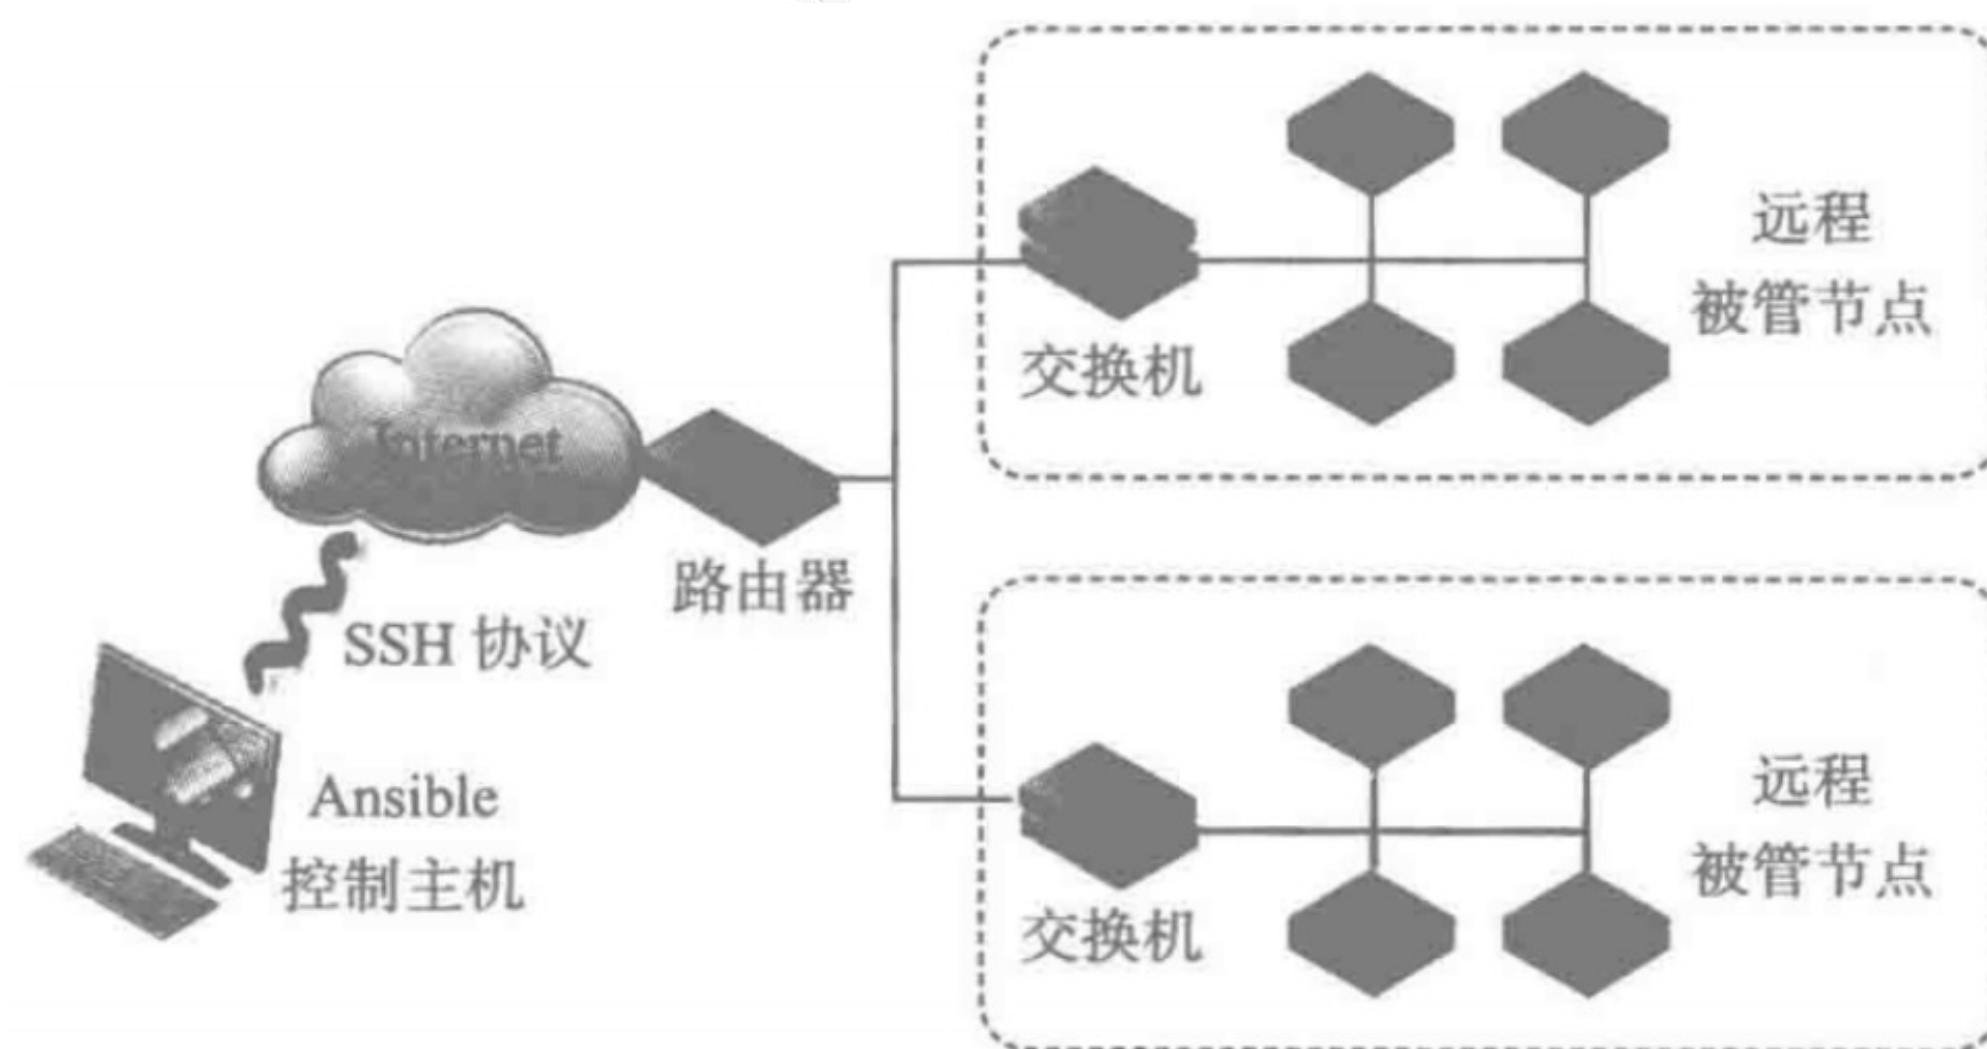 远程
被管节点
交换机
Internet
路由器
SSH 协议
Ansible
控制主机
远程
被管节点
交换机